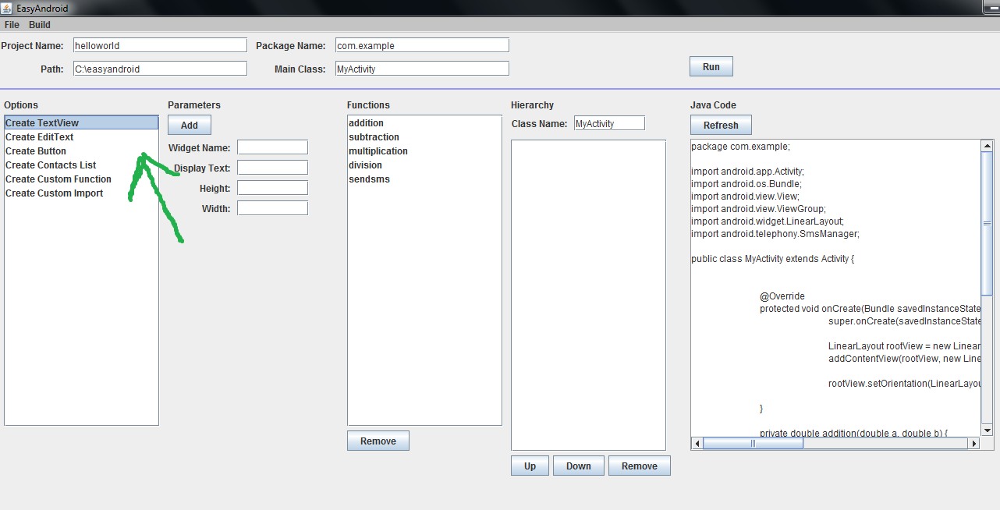 EasyAndroid
File Build
Project Name: helloworld Package Name: com.example
Path: C:\easyandroid Main Class: MyActivity
Run
Options
Create TextView
Create EditText
Create Button
Create Contacts List
Create Custom Function
Create Custom Import
Parameters
Add
Widget Name:
Display Text:
Height:
Width:
Functions
addition
subtraction
multiplication
division
sendsms
Remove
Hierarchy
Class Name: MyActivity
Up Down Remove
Java Code
Refresh
package com.example;
import android.app.Activity;
import android.os.Bundle;
import android.view.View;
import android.view.ViewGroup;
import android.widget.LinearLayout;
import android.telephony.SmsManager;
public class MyActivity extends Activity {
@Override
protected void onCreate(Bundle savedInstanceState
super.onCreate(savedInstanceState
LinearLayout rootView = new Linear
addContentView(rootView, new Line
rootView.setOrientation(LinearLayou
}
private double addition(double a, double b) {